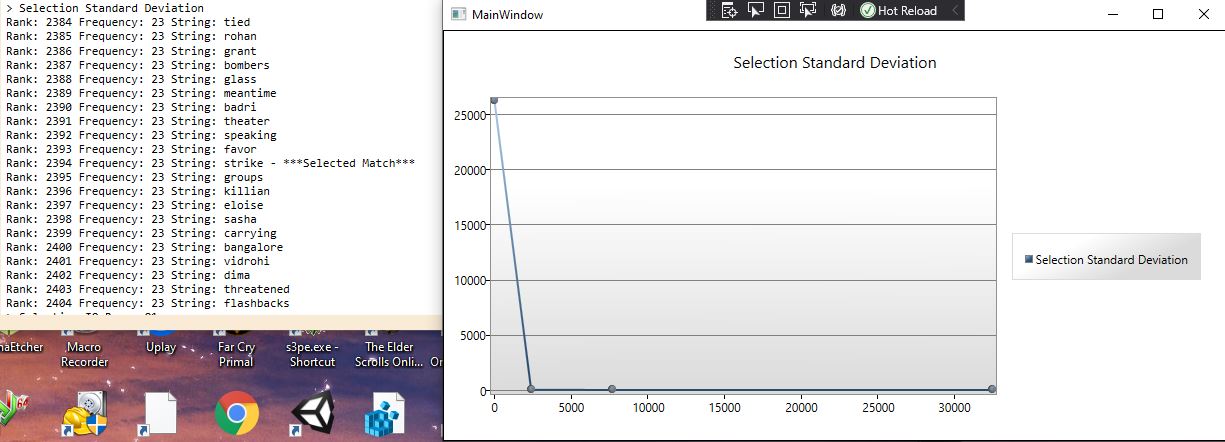 > Selection Standard Deviation
Rank: 2384 Frequency: 23 String: tied
Rank: 2385 Frequency: 23 String: rohan
Rank: 2386 Frequency: 23 String: grant
Rank: 2387 Frequency: 23 String: bombers
Rank: 2388 Frequency: 23 String: glass
Rank: 2389 Frequency: 23 String: meantime
Rank: 2390 Frequency: 23 String: badri
Rank: 2391 Frequency: 23 String: theater
Rank: 2392 Frequency: 23 String: speaking
Rank: 2393 Frequency: 23 String: favor
Rank: 2394 Frequency: 23 String: strike - ***Selected Match***
Rank: 2395 Frequency: 23 String: groups
Rank: 2396 Frequency: 23 String: killian
Rank: 2397 Frequency: 23 String: eloise
Rank: 2398 Frequency: 23 String: sasha
Rank: 2399 Frequency: 23 String: carrying
Rank: 2400 Frequency: 23 String: bangalore
Rank: 2401 Frequency: 23 String: vidrohi
Rank: 2402 Frequency: 23 String: dima
Rank: 2403 Frequency: 23 String: threatened
Rank: 2404 Frequency: 23 String: flashbacks
naEtcher
Macro
Recorder
Uplay
Far Cry
Primal
s3pe.exe -
Shortcut
The Elder
Scrolls Onli...
64
MainWindow
Hot Reload
Selection Standard Deviation
25000
20000
15000
10000
5000
0
0 5000 10000 15000 20000 25000 30000
Selection Standard Deviation